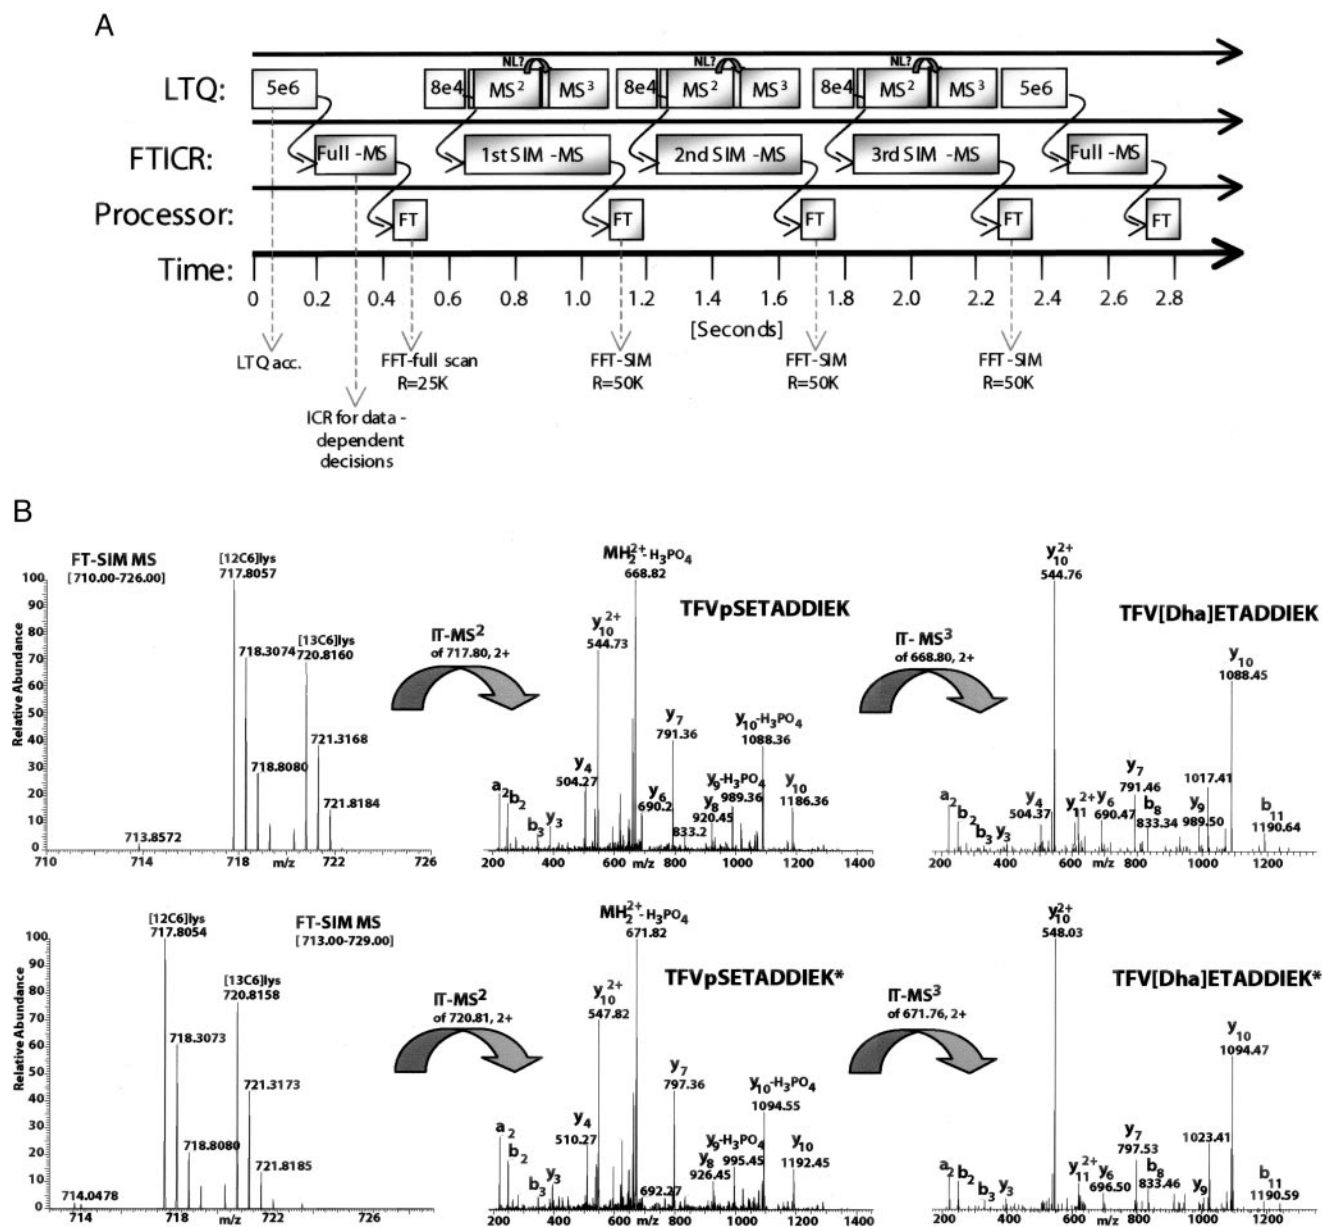 A
LTQ:
5e6
8e4
NL?
MS2
MS3
8e4
NL?
MS2
MS3
8e4
NL?
MS2
MS3
5e6
FTICR:
Full -MS
1st SIM -MS
2nd SIM -MS
3rd SIM -MS
Full -MS
Processor:
FT
FT
FT
FT
FT
Time:
0 0.2 0.4 0.6 0.8 1.0 1.2 1.4 1.6 1.8 2.0 2.2 2.4 2.6 2.8
[Seconds]
LTQ acc.
ICR for data -
dependent
decisions
FFT-full scan
R=25K
FFT-SIM
R=50K
FFT-SIM
R=50K
FFT-SIM
R=50K
B
FT-SIM MS
[710.00-726.00]
[12C6]lys
717.8057
718.3074
718.8080
[13C6]lys
720.8160
721.3168
721.8184
713.8572
Relative Abundance
100
90
80
70
60
50
40
30
20
10
0
710 714 718 m/z 722 726
IT-MS2
of 717.80, 2+
MH2 2+-H3PO4
668.82
TFVpSETADDIEK
y10 2+
544.73
y7
791.36
y10-H3PO4
1088.36
y4
504.27
a2
b2
b3
y3
y6
690.2
833.2
y8
920.45
y9-H3PO4
989.36
y10
1186.36
200 400 600 m/z 800 1000 1200 1400
IT- MS3
of 668.80, 2+
y10 2+
544.76
TFV[Dha]ETADDIEK
y10
1088.45
a2
b2
b3
y3
y4
504.37
y11 2+
y6
690.47
y7
791.46
b8
833.34
y9
989.50
1017.41
b11
1190.64
200 400 600 m/z 800 1000 1200
FT-SIM MS
[713.00-729.00]
[12C6]lys
717.8054
718.3073
718.8080
[13C6]lys
720.8158
721.3173
721.8185
714.0478
Relative Abundance
100
90
80
70
60
50
40
30
20
10
0
714 718 m/z 722 726
IT-MS2
of 720.81, 2+
MH2 2+-H3PO4
671.82
TFVpSETADDIEK*
y10 2+
547.82
y7
797.36
y10-H3PO4
1094.55
y4
510.27
a2
b2
b3
y3
692.27
y8
926.45
y9-H3PO4
995.45
y10
1192.45
200 400 600 m/z 800 1000 1200 1400
IT-MS3
of 671.76, 2+
y10 2+
548.03
TFV[Dha]ETADDIEK*
y10
1094.47
a2
b2
b3
y3
y11 2+
y6
696.50
y7
797.53
b8
833.46
y9
1023.41
b11
1190.59
200 400 600 m/z 800 1000 1200